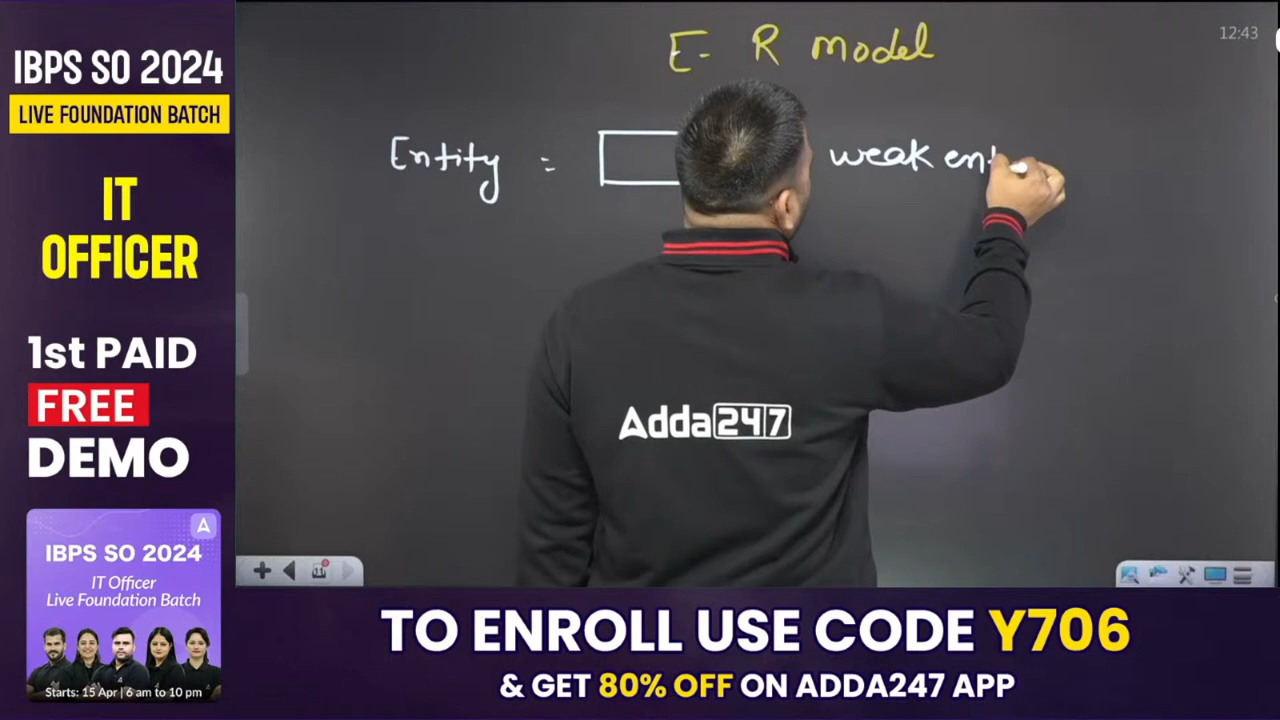 IBPS SO 2024
LIVE FOUNDATION BATCH
IT
OFFICER
1st PAID
FREE
DEMO
A
IBPS SO 2024
IT Officer
Live Foundation Batch
Starts: 15 Apr | 6 am to 10 pm
12:43
E- R model
Entity = weak ent
Adda247
11
TO ENROLL USE CODE Y706
& GET 80% OFF ON ADDA247 APP